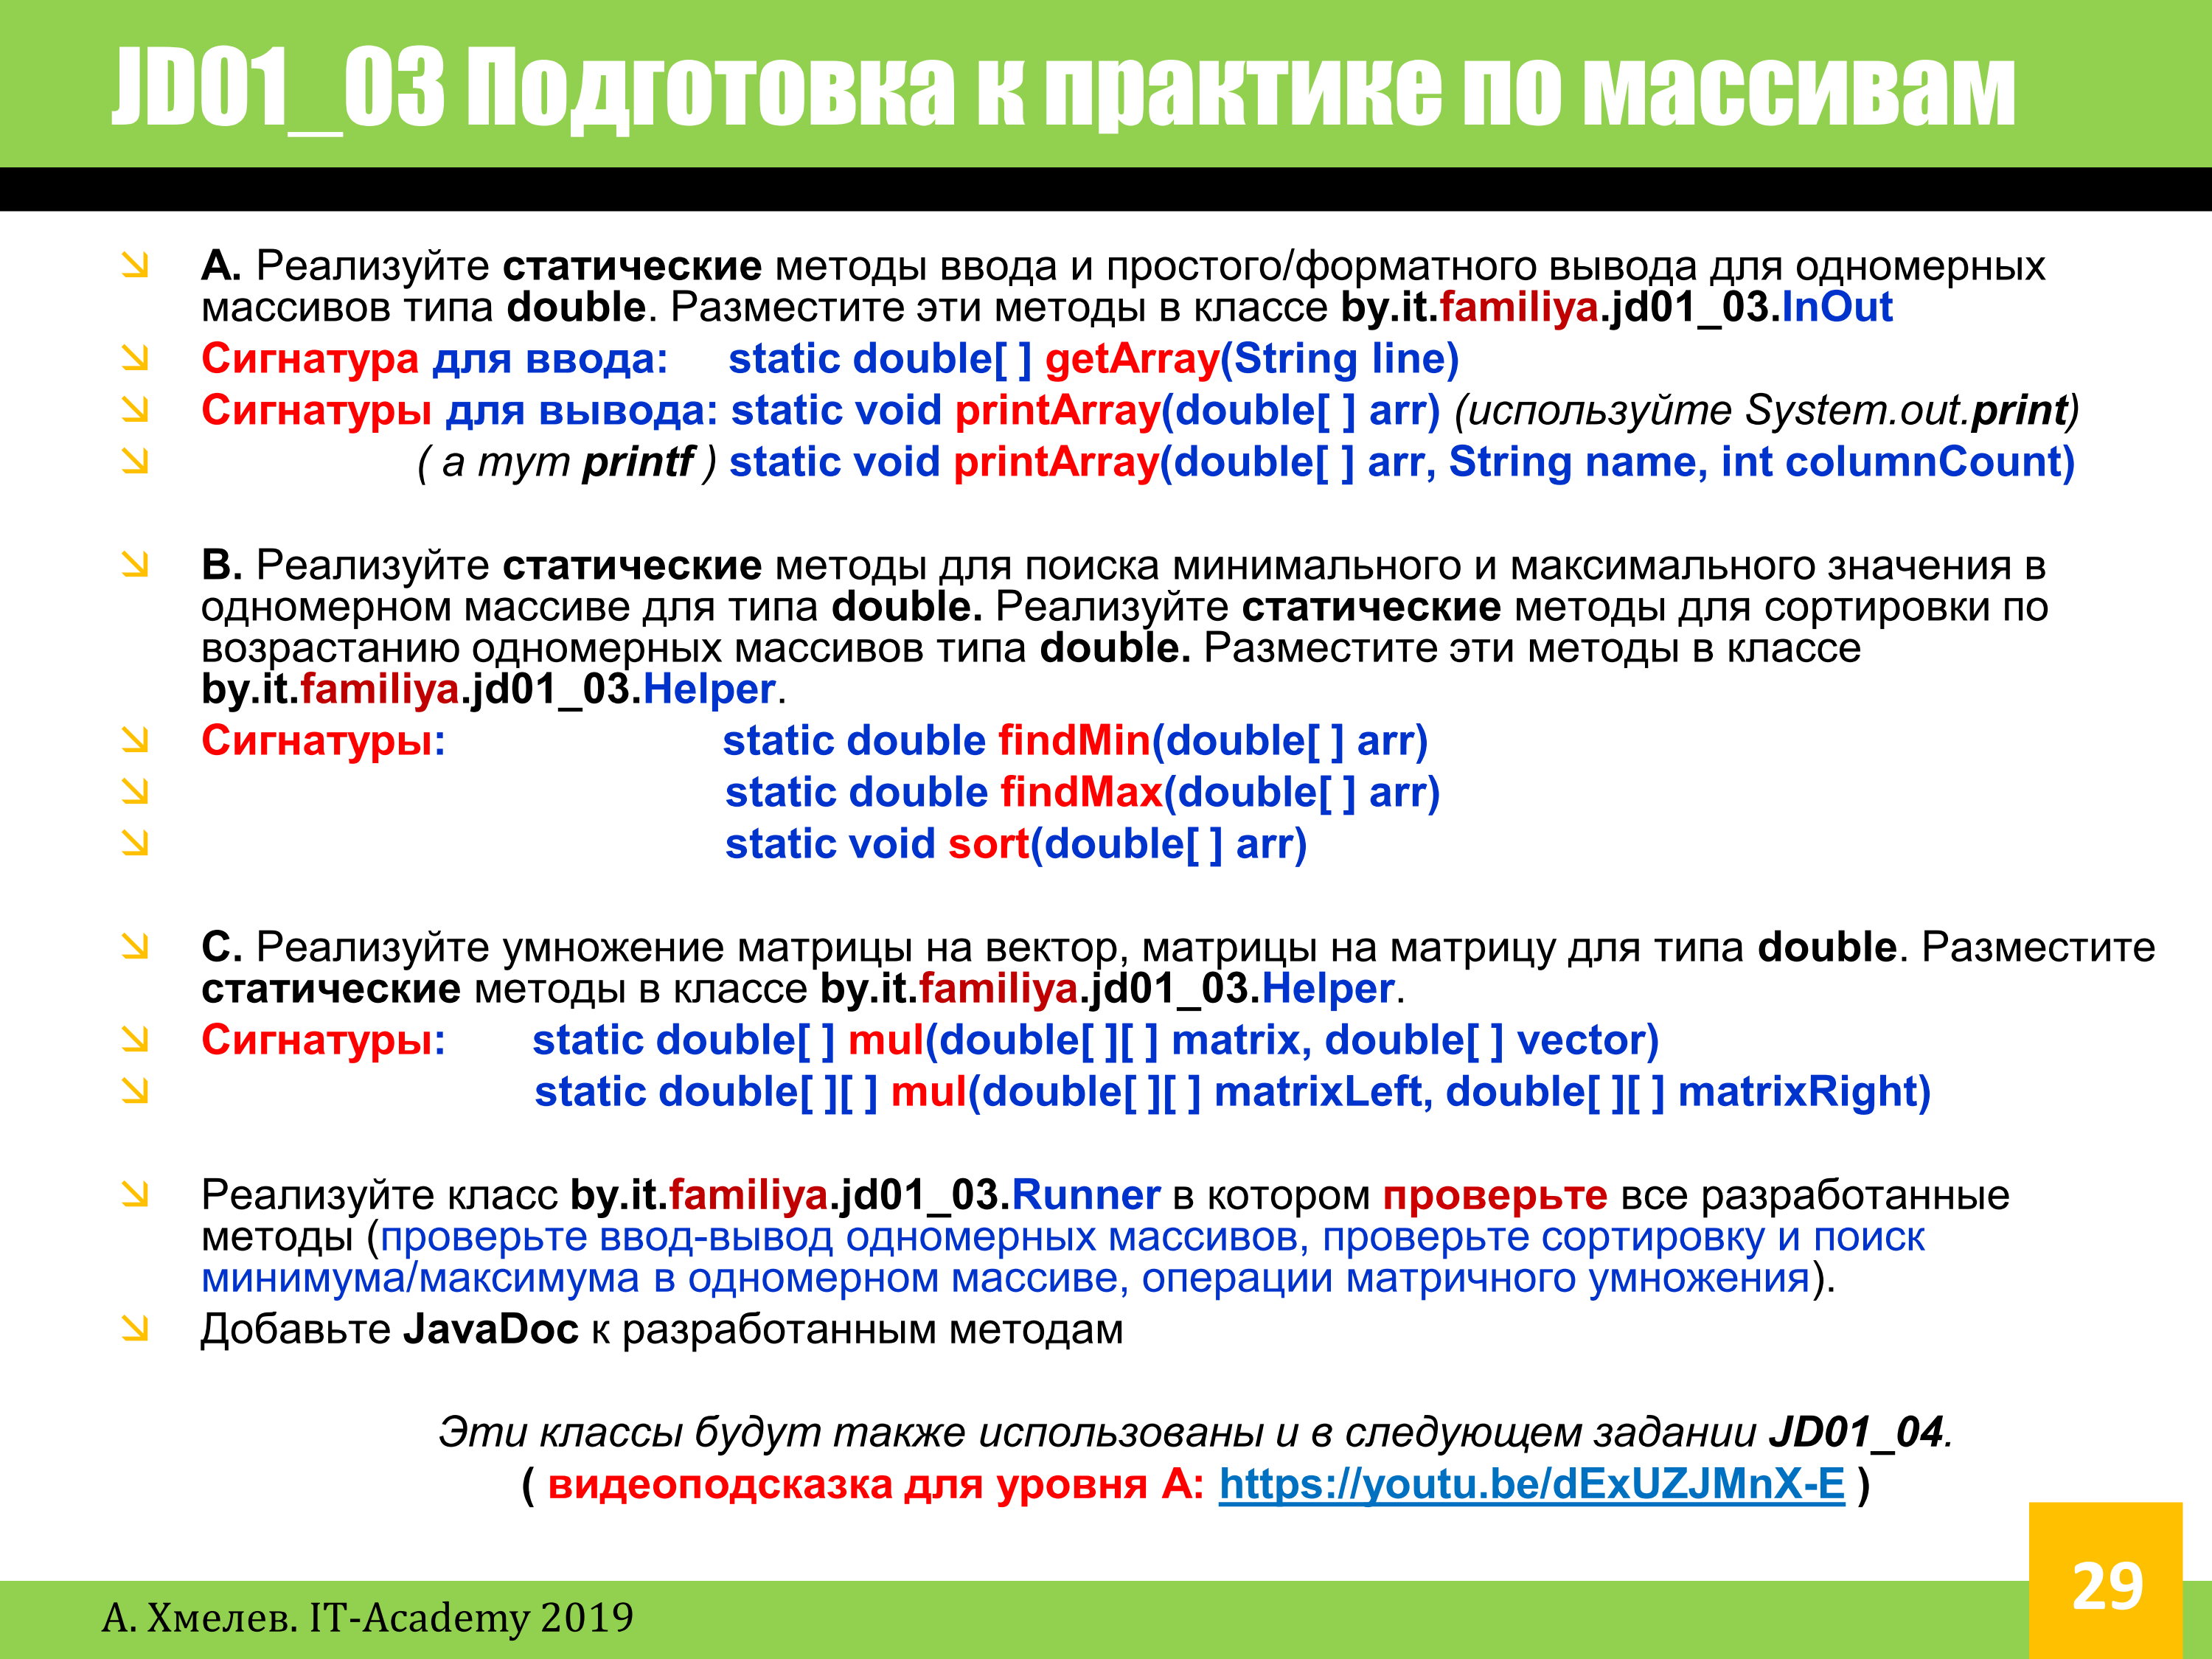 JD01_03 Подготовка к практике по массивам
A. Реализуйте статические методы ввода и простого/форматного вывода для одномерных
массивов типа double. Разместите эти методы в классе by.it.familiya.jd01_03.InOut
Сигнатура для ввода: static double[ ] getArray(String line)
Сигнатуры для вывода: static void printArray(double[ ] arr) (используйте System.out.print)
( а тут printf ) static void printArray(double[ ] arr, String name, int columnCount)
B. Реализуйте статические методы для поиска минимального и максимального значения в
одномерном массиве для типа double. Реализуйте статические методы для сортировки по
возрастанию одномерных массивов типа double. Разместите эти методы в классе
by.it.familiya.jd01_03.Helper.
Сигнатуры: static double findMin(double[ ] arr)
static double findMax(double[ ] arr)
static void sort(double[ ] arr)
C. Реализуйте умножение матрицы на вектор, матрицы на матрицу для типа double. Разместите
статические методы в классе by.it.familiya.jd01_03.Helper.
Сигнатуры: static double[ ] mul(double[ ][ ] matrix, double[ ] vector)
static double[ ][ ] mul(double[ ][ ] matrixLeft, double[ ][ ] matrixRight)
Реализуйте класс by.it.familiya.jd01_03.Runner в котором проверьте все разработанные
методы (проверьте ввод-вывод одномерных массивов, проверьте сортировку и поиск
минимума/максимума в одномерном массиве, операции матричного умножения).
Добавьте JavaDoc к разработанным методам
Эти классы будут также использованы и в следующем задании JD01_04.
( видеоподсказка для уровня A: https://youtu.be/dExUZJMnX-E )
29
А. Хмелев. IT-Academy 2019